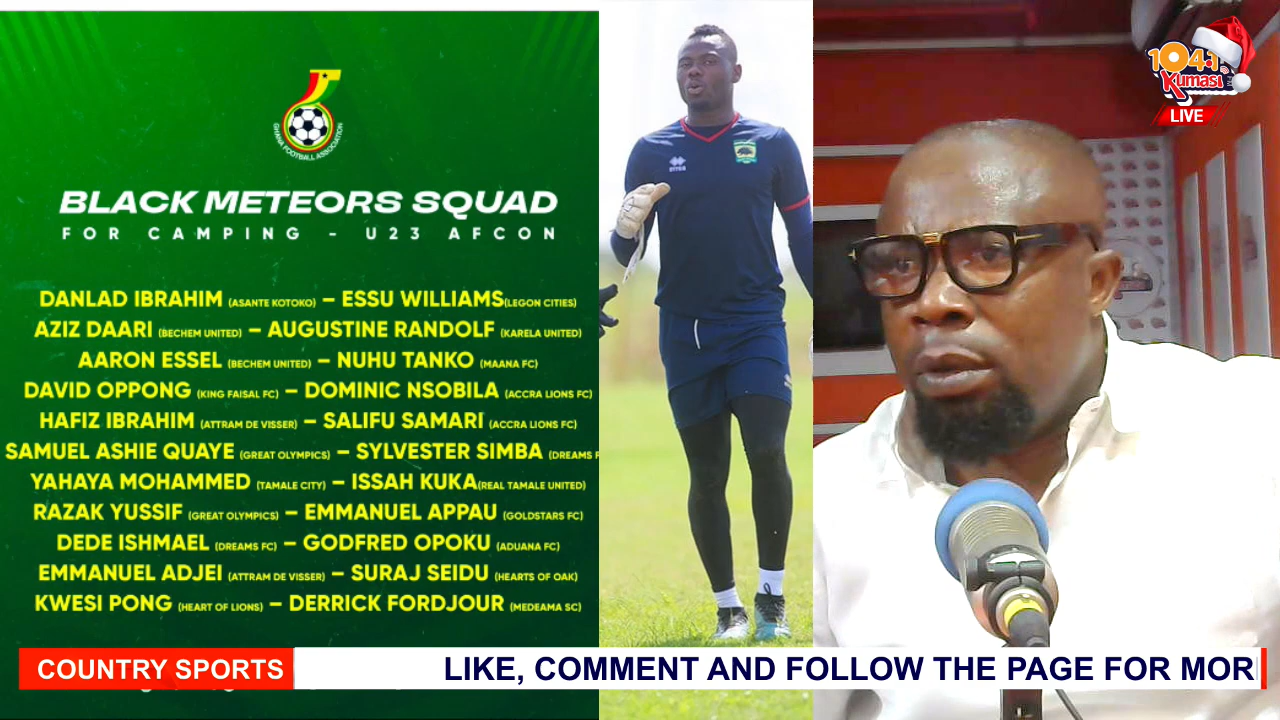 GHANA FOOTBALL ASSOCIATION
BLACK METEORS SQUAD
FOR CAMPING - U23 AFCON
DANLAD IBRAHIM (ASANTE KOTOKO) – ESSU WILLIAMS(LEGON CITIES)
AZIZ DAARI (BECHEM UNITED) – AUGUSTINE RANDOLF (KARELA UNITED)
AARON ESSEL (BECHEM UNITED) – NUHU TANKO (MAANA FC)
DAVID OPPONG (KING FAISAL FC) – DOMINIC NSOBILA (ACCRA LIONS FC)
HAFIZ IBRAHIM (ATTRAM DE VISSER) – SALIFU SAMARI (ACCRA LIONS FC)
SAMUEL ASHIE QUAYE (GREAT OLYMPICS) – SYLVESTER SIMBA (DREAMS F
YAHAYA MOHAMMED (TAMALE CITY) – ISSAH KUKA(REAL TAMALE UNITED)
RAZAK YUSSIF (GREAT OLYMPICS) – EMMANUEL APPAU (GOLDSTARS FC)
DEDE ISHMAEL (DREAMS FC) – GODFRED OPOKU (ADUANA FC)
EMMANUEL ADJEI (ATTRAM DE VISSER) – SURAJ SEIDU (HEARTS OF OAK)
KWESI PONG (HEART OF LIONS) – DERRICK FORDJOUR (MEDEAMA SC)
104.1
Kumasi
LIVE
COUNTRY SPORTS
LIKE, COMMENT AND FOLLOW THE PAGE FOR MOR